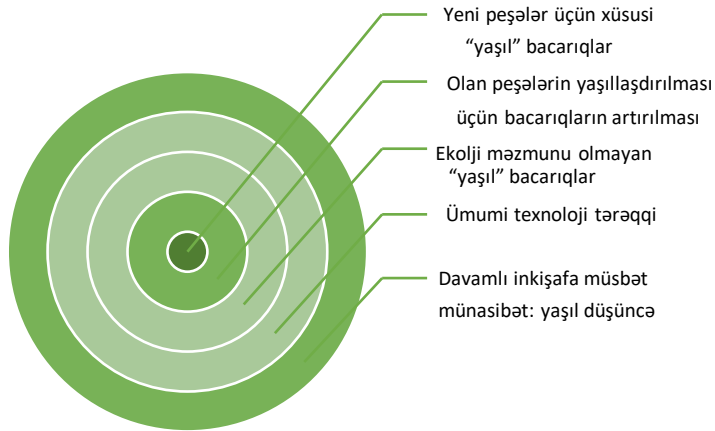 Yeni peşələr üçün xüsusi
“yaşıl” bacarıqlar
Olan peşələrin yaşıllaşdırılması
üçün bacarıqların artırılması
Ekolji məzmunu olmayan
“yaşıl” bacarıqlar
Ümumi texnoloji tərəqqi
Davamlı inkişafa müsbət
münasibət: yaşıl düşüncə